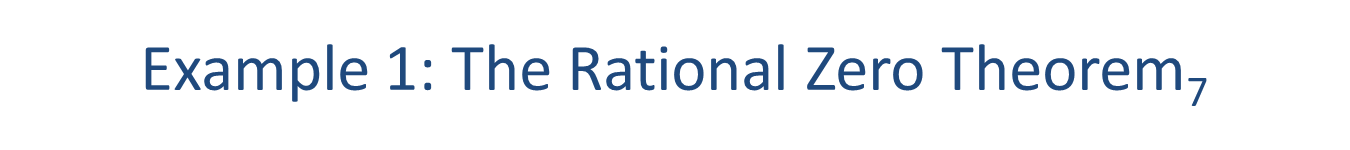 Example 1: The Rational Zero Theorem₇